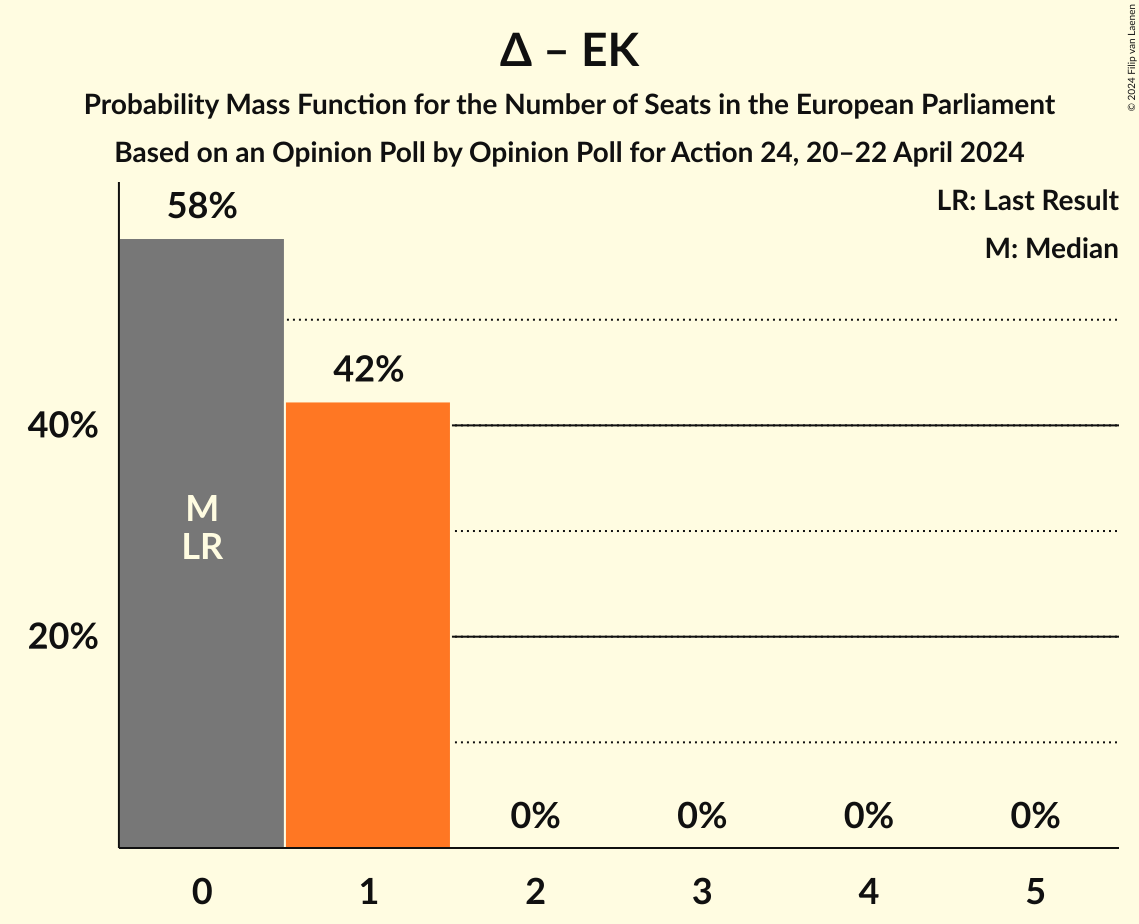 Δ – EK
Probability Mass Function for the Number of Seats in the European Parliament
Based on an Opinion Poll by Opinion Poll for Action 24, 20–22 April 2024
© 2024 Filip van Laenen
LR: Last Result
M: Median
58%
42%
40%
20%
M
LR
0%
0%
0%
0%
0
1
2
3
4
5